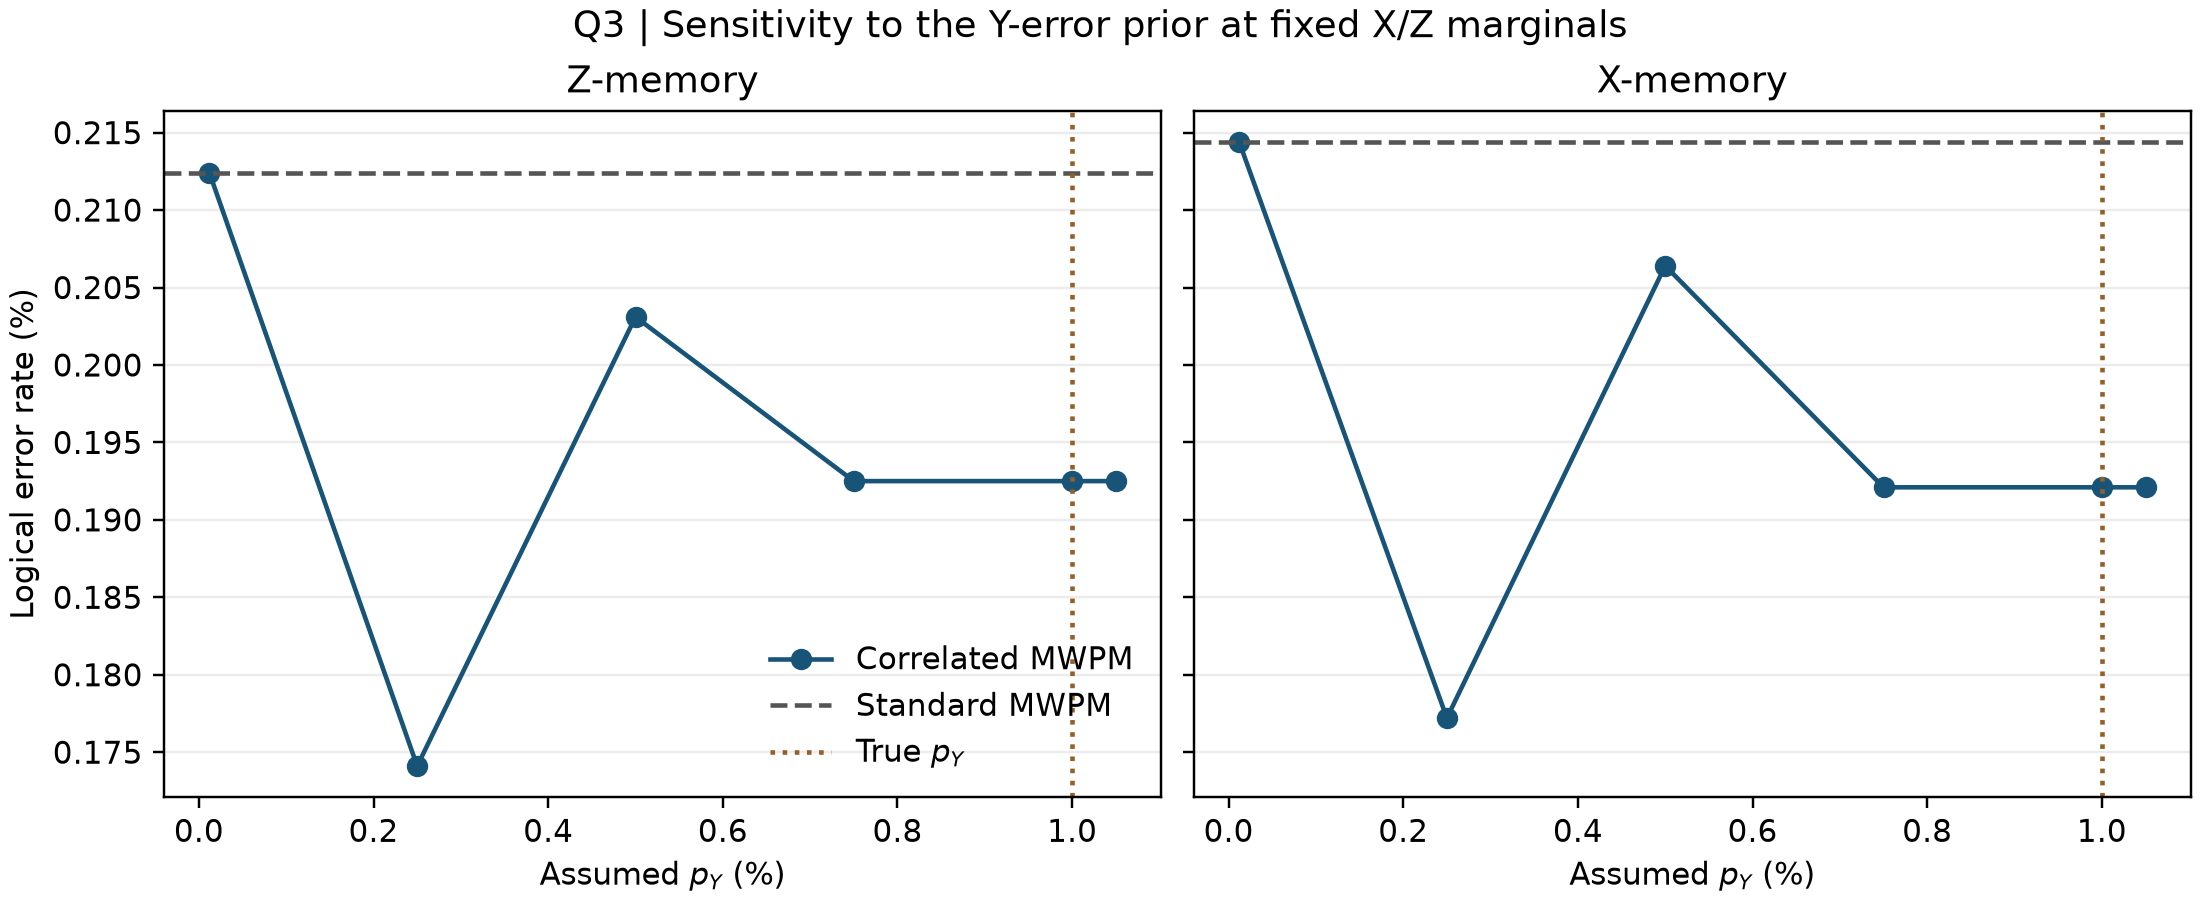 Q3 | Sensitivity to the Y-error prior at fixed X/Z marginals
Z-memory
X-memory
Logical error rate (%)
0.215
0.210
0.205
0.200
0.195
0.190
0.185
0.180
0.175
Correlated MWPM
Standard MWPM
True pY
0.0 0.2 0.4 0.6 0.8 1.0
0.0 0.2 0.4 0.6 0.8 1.0
Assumed pY (%)
Assumed pY (%)